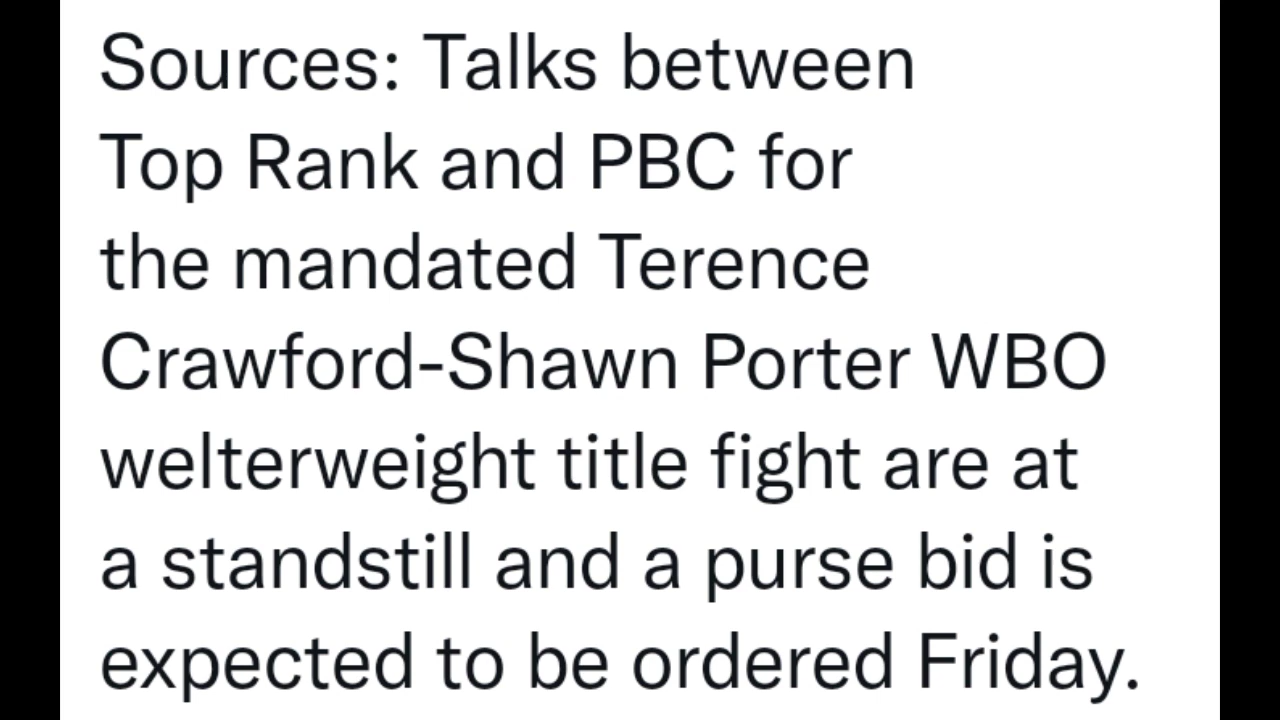 Sources: Talks between
Top Rank and PBC for
the mandated Terence
Crawford-Shawn Porter WBO
welterweight title fight are at
a standstill and a purse bid is
expected to be ordered Friday.